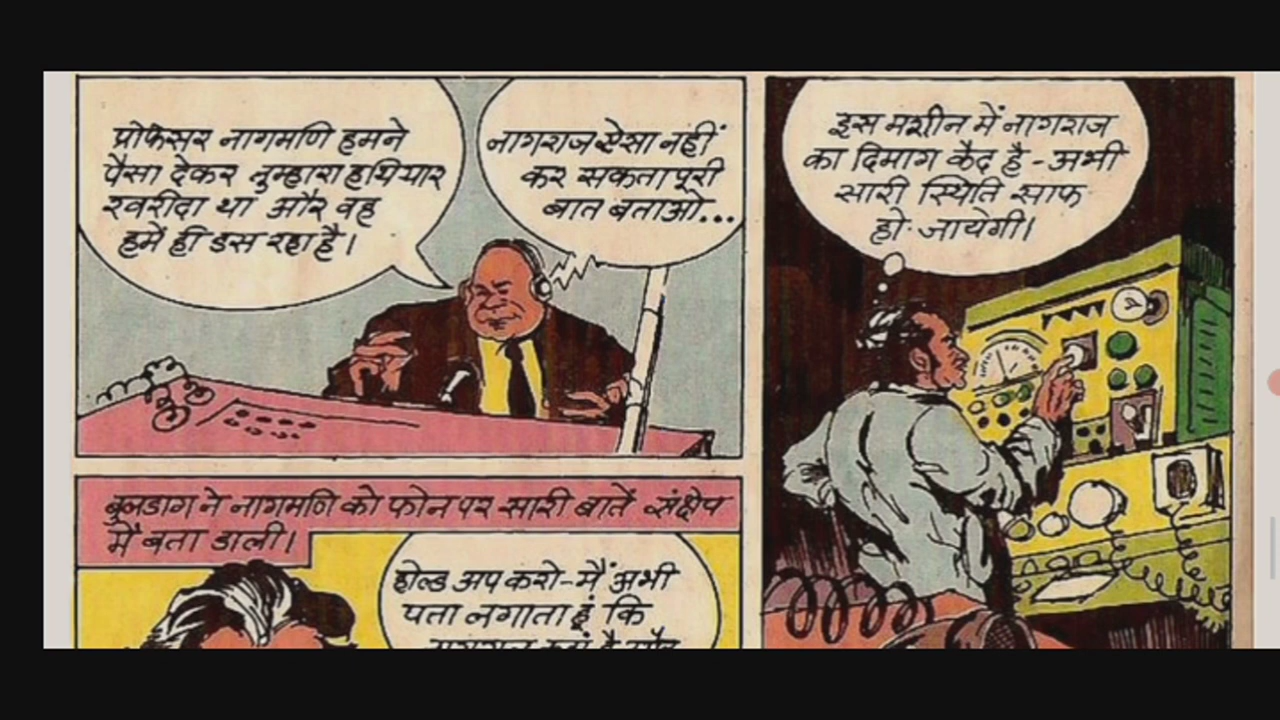 प्रोफेसर नागमणि हमने
पैसा देकर तुम्हारा हथियार
खरीदा था और वह
हमें ही डस रहा है।
नागराज ऐसा नहीं
कर सकता पूरी
बात बताओ...
बुलडाग ने नागमणि को फोन पर सारी बातें संक्षेप
मैं बता डाली।
होल्ड अप करो-मैं अभी
पता लगाता हूं कि
इस मशीन में नागराज
का दिमाग कैद है-अभी
सारी स्थिति साफ
हो जायेगी।